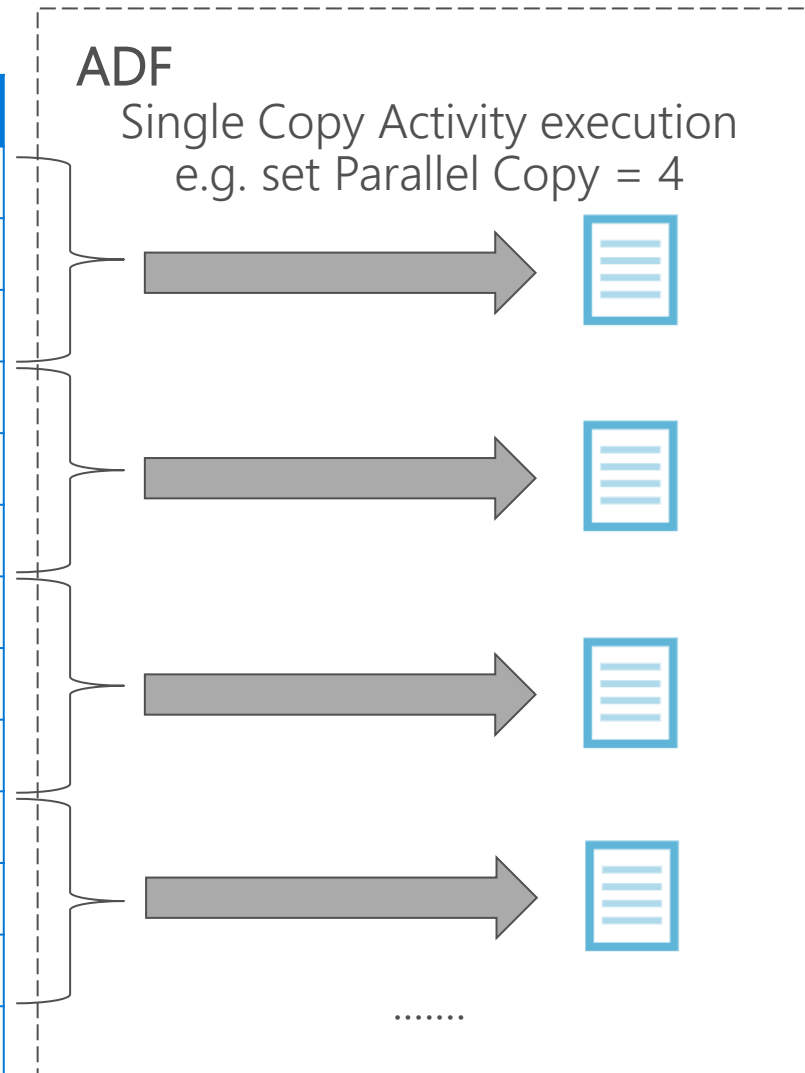 ADF
Single Copy Activity execution
e.g. set Parallel Copy = 4
.......